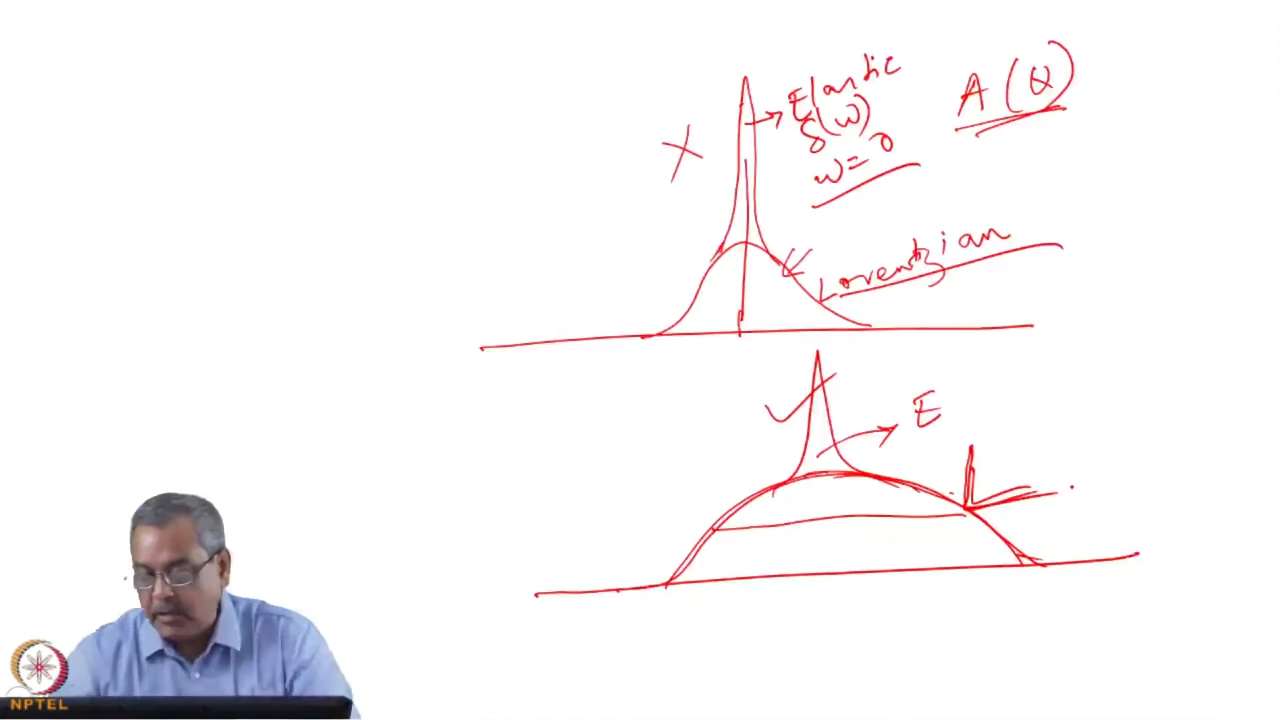 Elastic
δ(ω)
ω = 0
A(Q)
Lorentzian
E
NPTEL